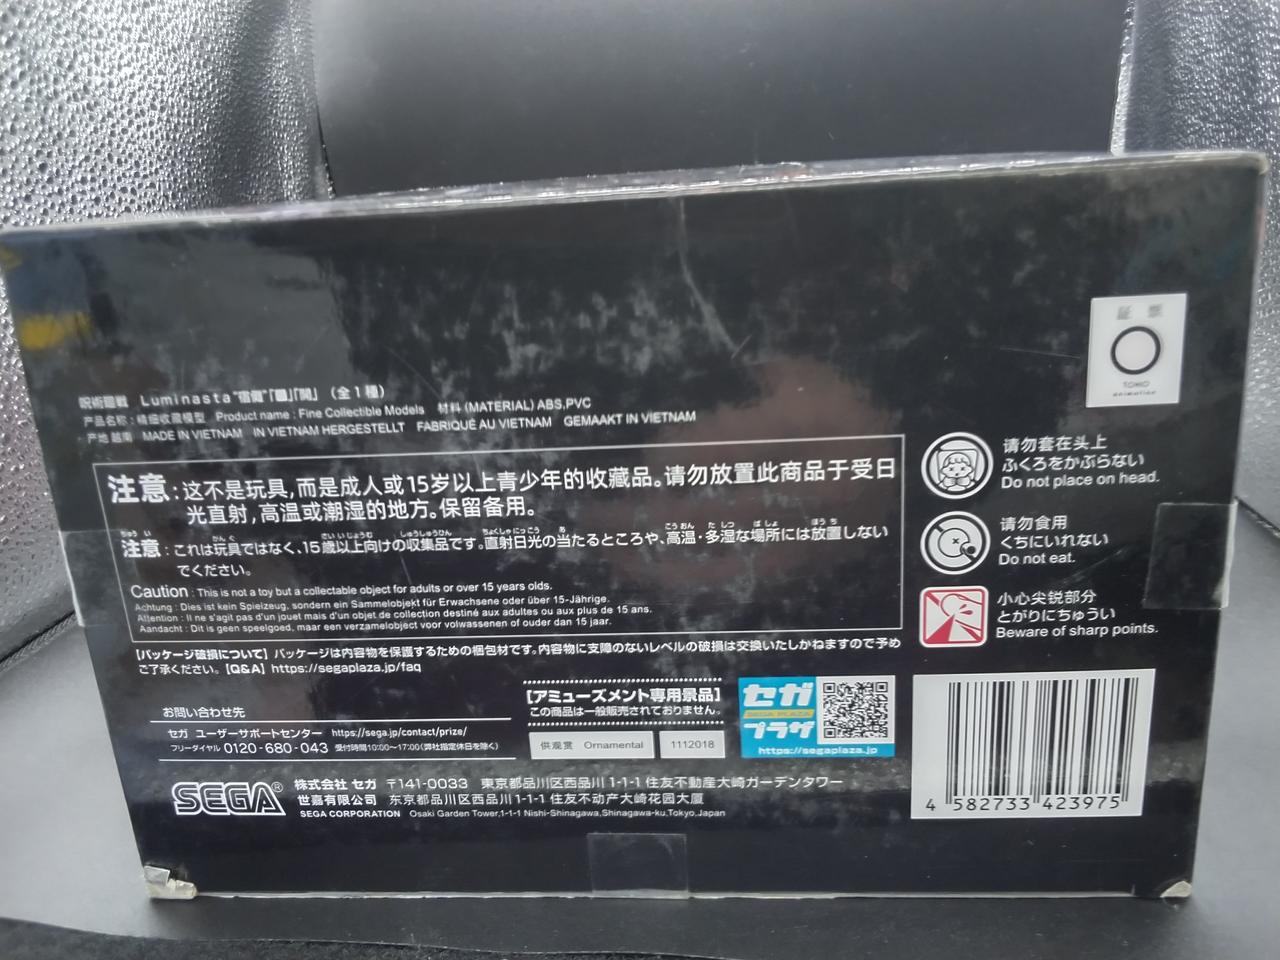 呪術廻戦 Luminasta "宿儺"「」「開」 (全1種)
产品名称:精细收藏模型 Product name : Fine Collectible Models 材料 (MATERIAL) ABS,PVC
产地 越南 MADE IN VIETNAM IN VIETNAM HERGESTELLT FABRIQUÉ AU VIETNAM GEMAAKT IN VIETNAM
証票
TOHO
animation
注意:这不是玩具,而是成人或15岁以上青少年的收藏品。请勿放置此商品于受日
光直射,高温或潮湿的地方。保留备用。
注意:これは玩具ではなく、15歳以上向けの収集品です。直射日光の当たるところや、高温・多湿な場所には放置しない
でください。
Caution : This is not a toy but a collectable object for adults or over 15 years olds.
Achtung : Dies ist kein Spielzeug, sondern ein Sammelobjekt für Erwachsene oder über 15-Jährige.
Attention : Il ne s'agit pas d'un jouet mais d'un objet de collection destiné aux adultes ou aux plus de 15 ans.
Aandacht : Dit is geen speelgoed, maar een verzamelobject voor volwassenen of ouder dan 15 jaar.
请勿套在头上
ふくろをかぶらない
Do not place on head.
请勿食用
くちにいれない
Do not eat.
小心尖锐部分
とがりにちゅうい
Beware of sharp points.
【パッケージ破損について】パッケージは内容物を保護するための梱包材です。内容物に支障のないレベルの破損は交換いたしかねますので予め
ご了承ください。【Q&A】https://segaplaza.jp/faq
お問い合わせ先
セガ ユーザーサポートセンター https://sega.jp/contact/prize/
フリーダイヤル 0120-680-043 受付時間10:00~17:00(弊社指定休日を除く)
【アミューズメント専用景品】
この商品は一般販売されておりません。
供观赏 Ornamental
1112018
セガ
SEGA PLAZA
プラザ
https://segaplaza.jp
SEGA®
株式会社 セガ 〒141-0033 東京都品川区西品川 1-1-1 住友不動産大崎ガーデンタワー
世嘉有限公司 东京都品川区西品川 1-1-1 住友不动产大崎花园大厦
SEGA CORPORATION Osaki Garden Tower,1-1-1 Nishi-Shinagawa,Shinagawa-ku,Tokyo,Japan
4 582733 423975